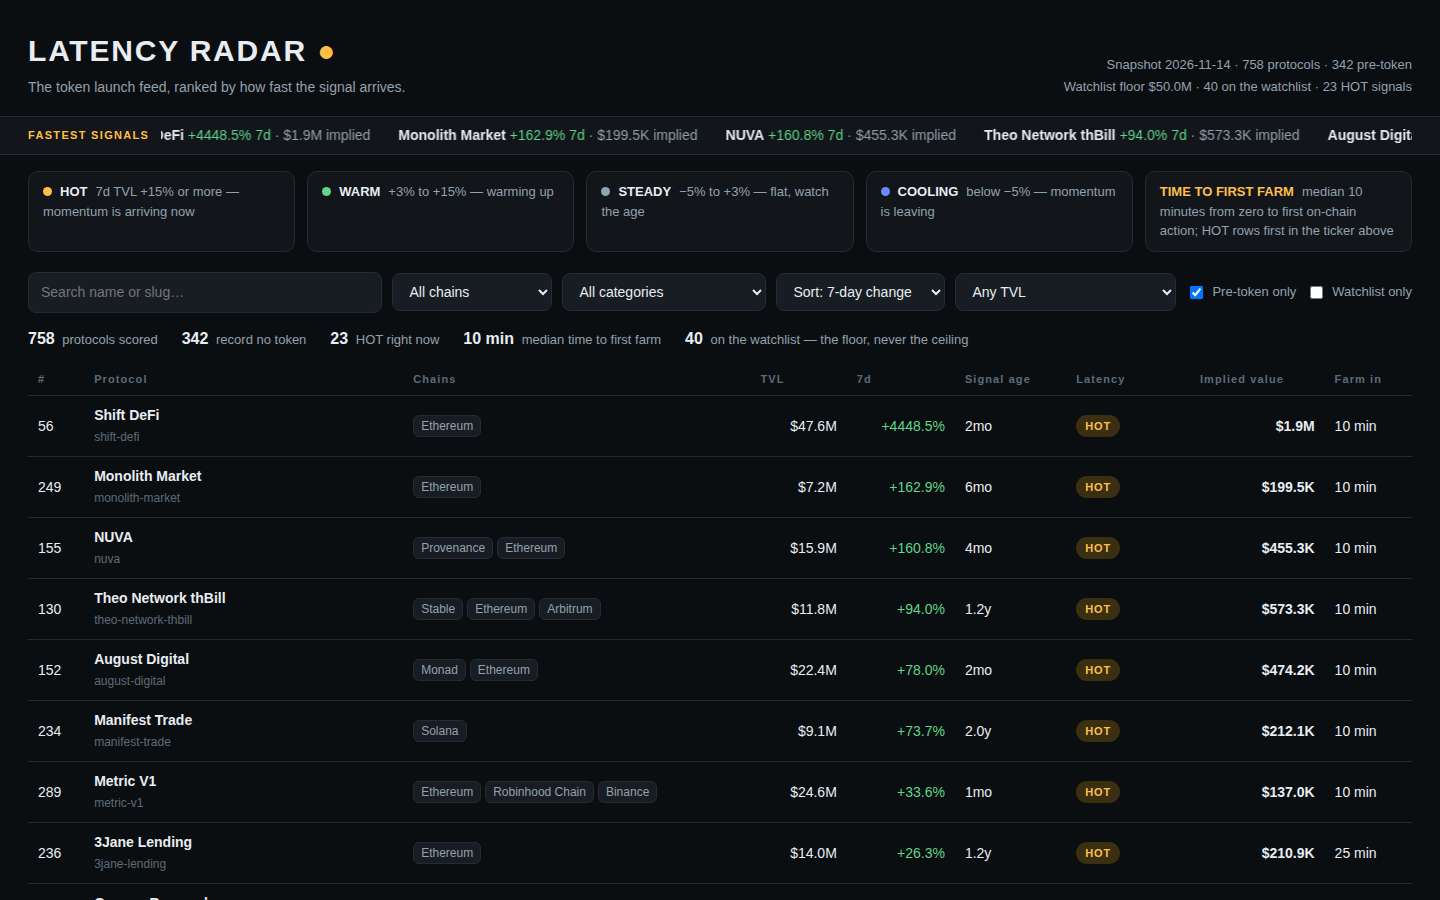 LATENCY RADAR
The token launch feed, ranked by how fast the signal arrives.
Snapshot 2026-11-14 · 758 protocols · 342 pre-token
Watchlist floor $50.0M · 40 on the watchlist · 23 HOT signals
FASTEST SIGNALS DeFi +4448.5% 7d · $1.9M implied Monolith Market +162.9% 7d · $199.5K implied NUVA +160.8% 7d · $455.3K implied Theo Network thBill +94.0% 7d · $573.3K implied August Digita
HOT 7d TVL +15% or more —
momentum is arriving now
WARM +3% to +15% — warming up
STEADY −5% to +3% — flat, watch
the age
COOLING below −5% — momentum
is leaving
TIME TO FIRST FARM median 10
minutes from zero to first on-chain
action; HOT rows first in the ticker above
Search name or slug… All chains All categories Sort: 7-day change Any TVL Pre-token only Watchlist only
758 protocols scored 342 record no token 23 HOT right now 10 min median time to first farm 40 on the watchlist — the floor, never the ceiling
# Protocol Chains TVL 7d Signal age Latency Implied value Farm in
56 Shift DeFi Ethereum $47.6M +4448.5% 2mo HOT $1.9M 10 min
shift-defi
249 Monolith Market Ethereum $7.2M +162.9% 6mo HOT $199.5K 10 min
monolith-market
155 NUVA Provenance Ethereum $15.9M +160.8% 4mo HOT $455.3K 10 min
nuva
130 Theo Network thBill Stable Ethereum Arbitrum $11.8M +94.0% 1.2y HOT $573.3K 10 min
theo-network-thbill
152 August Digital Monad Ethereum $22.4M +78.0% 2mo HOT $474.2K 10 min
august-digital
234 Manifest Trade Solana $9.1M +73.7% 2.0y HOT $212.1K 10 min
manifest-trade
289 Metric V1 Ethereum Robinhood Chain Binance $24.6M +33.6% 1mo HOT $137.0K 10 min
metric-v1
236 3Jane Lending Ethereum $14.0M +26.3% 1.2y HOT $210.9K 25 min
3jane-lending